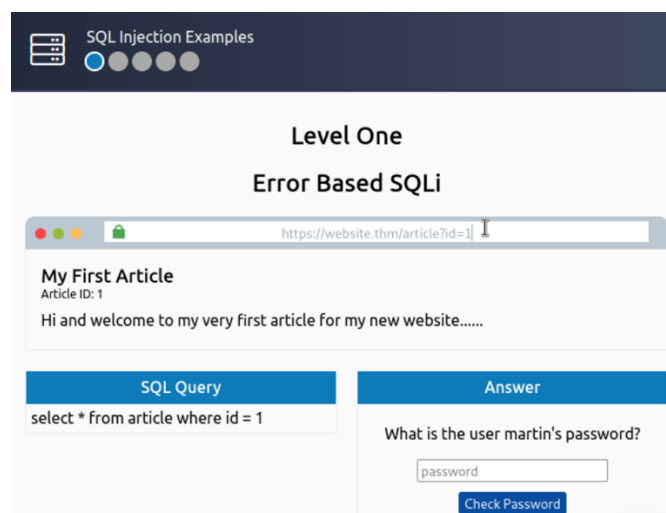 SQL Injection Examples
Level One
Error Based SQLi
https://website.thm/article?id=1
My First Article
Article ID: 1
Hi and welcome to my very first article for my new website......
SQL Query
select * from article where id = 1
Answer
What is the user martin's password?
password
Check Password